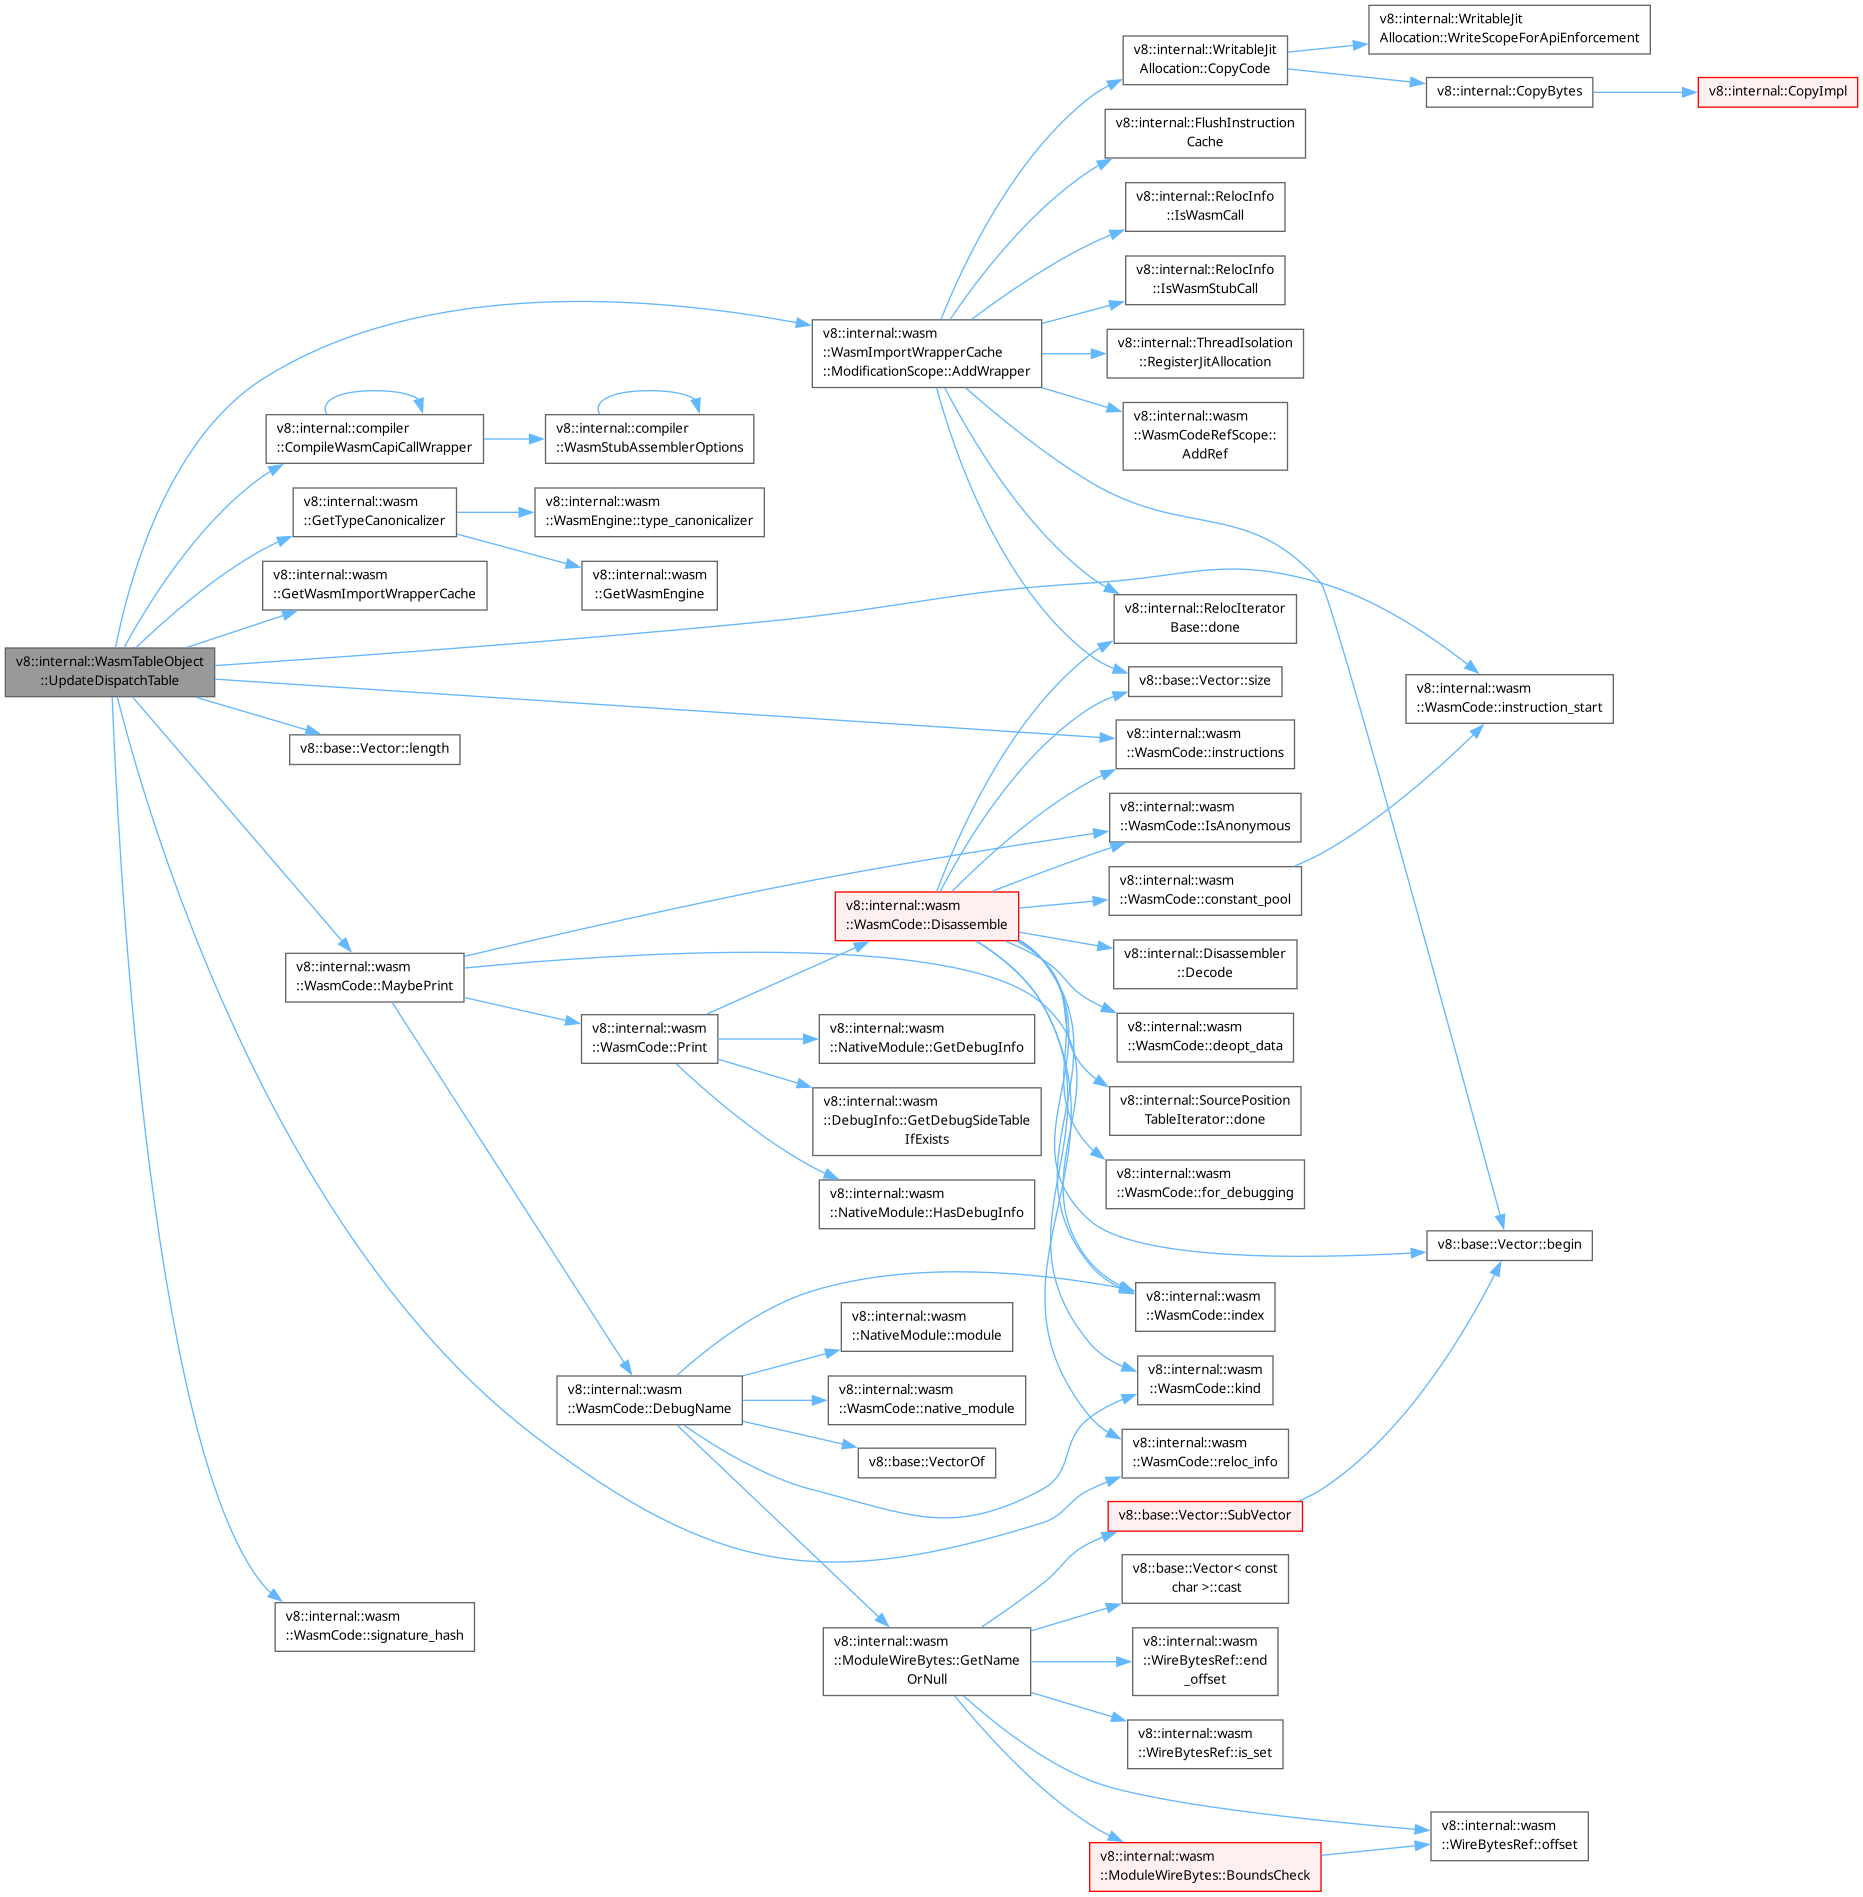 v8::internal::WritableJit
Allocation::WriteScopeForApiEnforcement
v8::internal::WritableJit
Allocation::CopyCode
v8::internal::CopyBytes
v8::internal::CopyImpl
v8::internal::FlushInstruction
Cache
v8::internal::RelocInfo
::IsWasmCall
v8::internal::RelocInfo
::IsWasmStubCall
v8::internal::wasm
::WasmImportWrapperCache
::ModificationScope::AddWrapper
v8::internal::ThreadIsolation
::RegisterJitAllocation
v8::internal::compiler
::CompileWasmCapiCallWrapper
v8::internal::compiler
::WasmStubAssemblerOptions
v8::internal::wasm
::WasmCodeRefScope::
AddRef
v8::internal::wasm
::GetTypeCanonicalizer
v8::internal::wasm
::WasmEngine::type_canonicalizer
v8::internal::wasm
::GetWasmImportWrapperCache
v8::internal::wasm
::GetWasmEngine
v8::internal::RelocIterator
Base::done
v8::internal::WasmTableObject
::UpdateDispatchTable
v8::base::Vector::size
v8::internal::wasm
::WasmCode::instruction_start
v8::base::Vector::length
v8::internal::wasm
::WasmCode::instructions
v8::internal::wasm
::WasmCode::IsAnonymous
v8::internal::wasm
::WasmCode::Disassemble
v8::internal::wasm
::WasmCode::constant_pool
v8::internal::wasm
::WasmCode::MaybePrint
v8::internal::Disassembler
::Decode
v8::internal::wasm
::WasmCode::Print
v8::internal::wasm
::NativeModule::GetDebugInfo
v8::internal::wasm
::WasmCode::deopt_data
v8::internal::wasm
::DebugInfo::GetDebugSideTable
IfExists
v8::internal::SourcePosition
TableIterator::done
v8::internal::wasm
::NativeModule::HasDebugInfo
v8::internal::wasm
::WasmCode::for_debugging
v8::base::Vector::begin
v8::internal::wasm
::WasmCode::index
v8::internal::wasm
::NativeModule::module
v8::internal::wasm
::WasmCode::DebugName
v8::internal::wasm
::WasmCode::native_module
v8::internal::wasm
::WasmCode::kind
v8::base::VectorOf
v8::internal::wasm
::WasmCode::reloc_info
v8::base::Vector::SubVector
v8::base::Vector< const
char >::cast
v8::internal::wasm
::WasmCode::signature_hash
v8::internal::wasm
::ModuleWireBytes::GetName
OrNull
v8::internal::wasm
::WireBytesRef::end
_offset
v8::internal::wasm
::WireBytesRef::is_set
v8::internal::wasm
::WireBytesRef::offset
v8::internal::wasm
::ModuleWireBytes::BoundsCheck